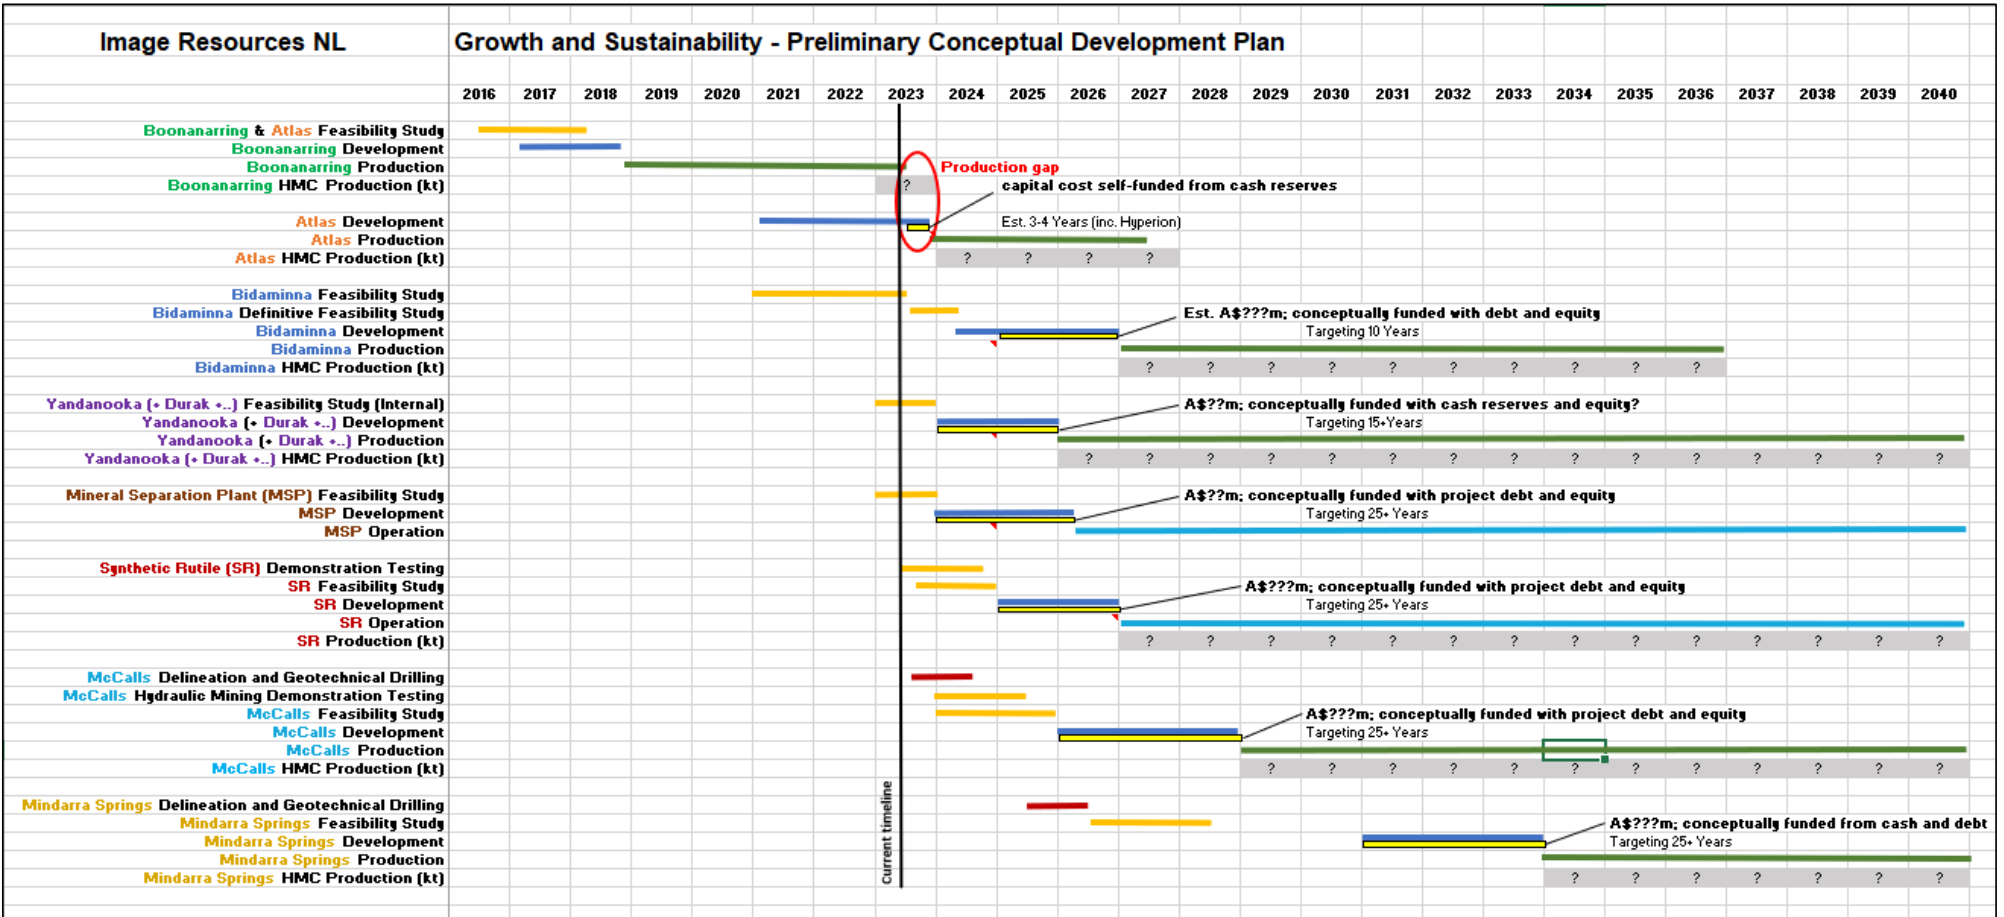 Image Resources NL Growth and Sustainability - Preliminary Conceptual Development Plan
2016 2017 2018 2019 2020 2021 2022 2023 2024 2025 2026 2027 2028 2029 2030 2031 2032 2033 2034 2035 2036 2037 2038 2039 2040
Boonanarring & Atlas Feasibility Study
Boonanarring Development
Boonanarring Production Production gap
Boonanarring HMC Production (kt) ? capital cost self-funded from cash reserves
Atlas Development Est. 3-4 Years (inc. Hyperion)
Atlas Production
Atlas HMC Production (kt) ? ? ? ?
Bidaminna Feasibility Study
Bidaminna Definitive Feasibility Study Est. A$???m; conceptually funded with debt and equity
Bidaminna Development Targeting 10 Years
Bidaminna Production
Bidaminna HMC Production (kt) ? ? ? ? ? ? ? ? ? ?
Yandanooka (+ Durak +..) Feasibility Study (Internal) A$??m; conceptually funded with cash reserves and equity?
Yandanooka (+ Durak +..) Development Targeting 15+Years
Yandanooka (+ Durak +..) Production
Yandanooka (+ Durak +..) HMC Production (kt) ? ? ? ? ? ? ? ? ? ? ? ? ? ? ?
Mineral Separation Plant (MSP) Feasibility Study A$??m; conceptually funded with project debt and equity
MSP Development Targeting 25+ Years
MSP Operation
Synthetic Rutile (SR) Demonstration Testing
SR Feasibility Study A$???m; conceptually funded with project debt and equity
SR Development Targeting 25+ Years
SR Operation
SR Production (kt) ? ? ? ? ? ? ? ? ? ? ? ? ? ?
McCalls Delineation and Geotechnical Drilling
McCalls Hydraulic Mining Demonstration Testing
McCalls Feasibility Study A$???m; conceptually funded with project debt and equity
McCalls Development Targeting 25+ Years
McCalls Production
McCalls HMC Production (kt) ? ? ? ? ? ? ? ? ? ? ? ?
Mindarra Springs Delineation and Geotechnical Drilling
Mindarra Springs Feasibility Study A$???m; conceptually funded from cash and debt
Mindarra Springs Development Targeting 25+ Years
Mindarra Springs Production
Mindarra Springs HMC Production (kt) ? ? ? ? ? ? ?
Current timeline